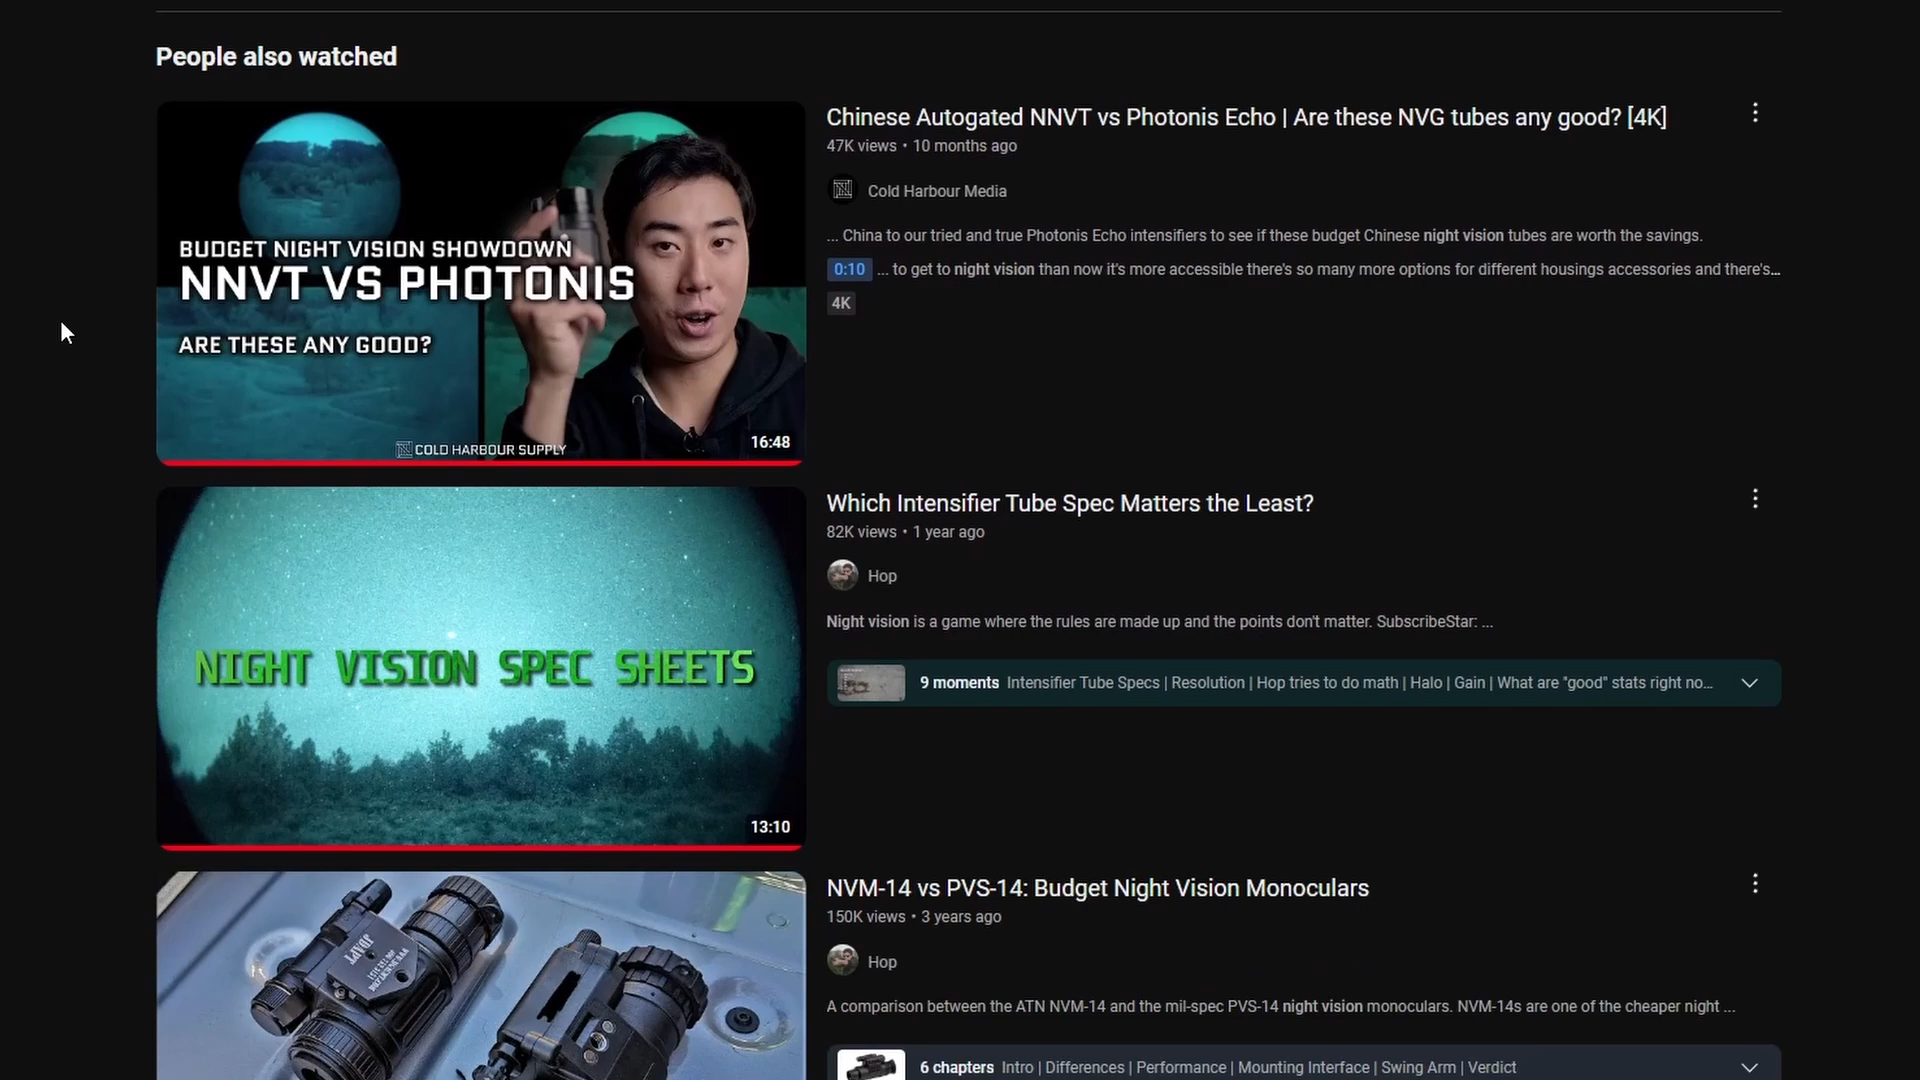 People also watched
BUDGET NIGHT VISION SHOWDOWN
NNVT VS PHOTONIS
ARE THESE ANY GOOD?
COLD HARBOUR SUPPLY
16:48
Chinese Autogated NNVT vs Photonis Echo | Are these NVG tubes any good? [4K]
47K views • 10 months ago
Cold Harbour Media
... China to our tried and true Photonis Echo intensifiers to see if these budget Chinese night vision tubes are worth the savings.
0:10 ... to get to night vision than now it's more accessible there's so many more options for different housings accessories and there's...
4K
NIGHT VISION SPEC SHEETS
13:10
Which Intensifier Tube Spec Matters the Least?
82K views • 1 year ago
Hop
Night vision is a game where the rules are made up and the points don't matter. SubscribeStar: ...
9 moments Intensifier Tube Specs | Resolution | Hop tries to do math | Halo | Gain | What are "good" stats right no...
NVM-14 vs PVS-14: Budget Night Vision Monoculars
150K views • 3 years ago
Hop
A comparison between the ATN NVM-14 and the mil-spec PVS-14 night vision monoculars. NVM-14s are one of the cheaper night ...
6 chapters Intro | Differences | Performance | Mounting Interface | Swing Arm | Verdict